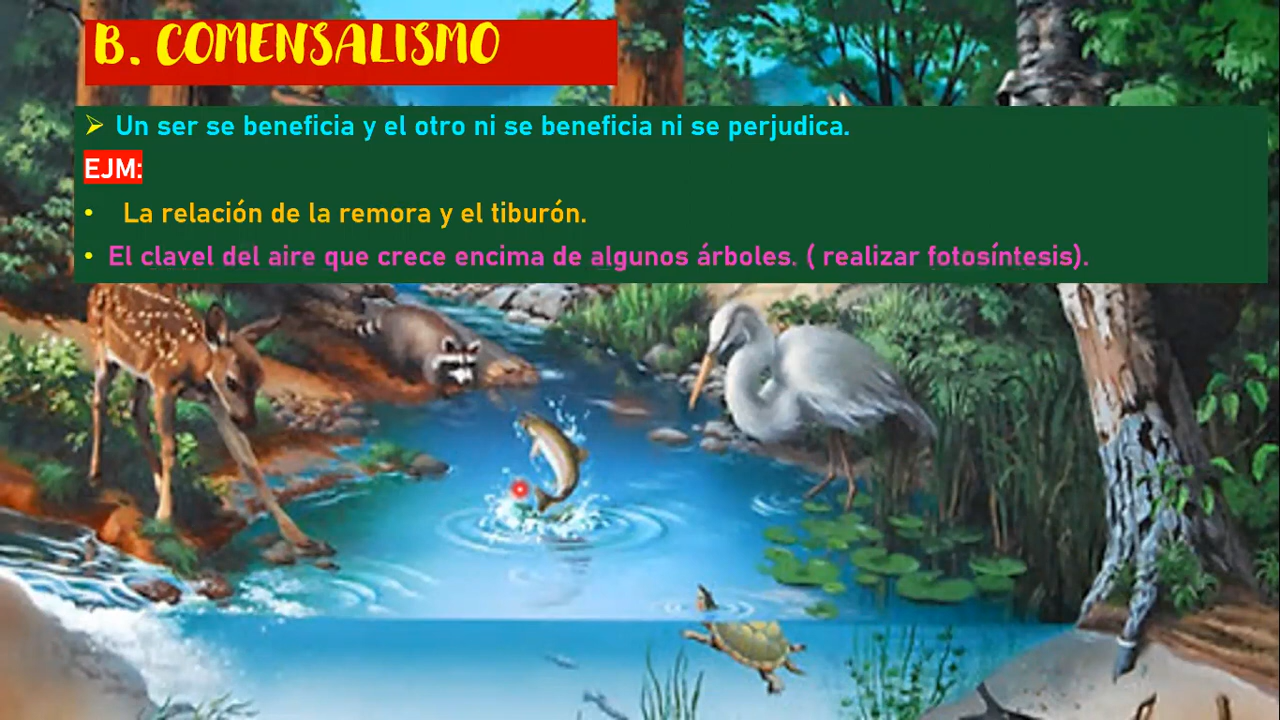 B. COMENSALISMO
Un ser se beneficia y el otro ni se beneficia ni se perjudica.
EJM:
• La relación de la remora y el tiburón.
• El clavel del aire que crece encima de algunos árboles. ( realizar fotosíntesis).